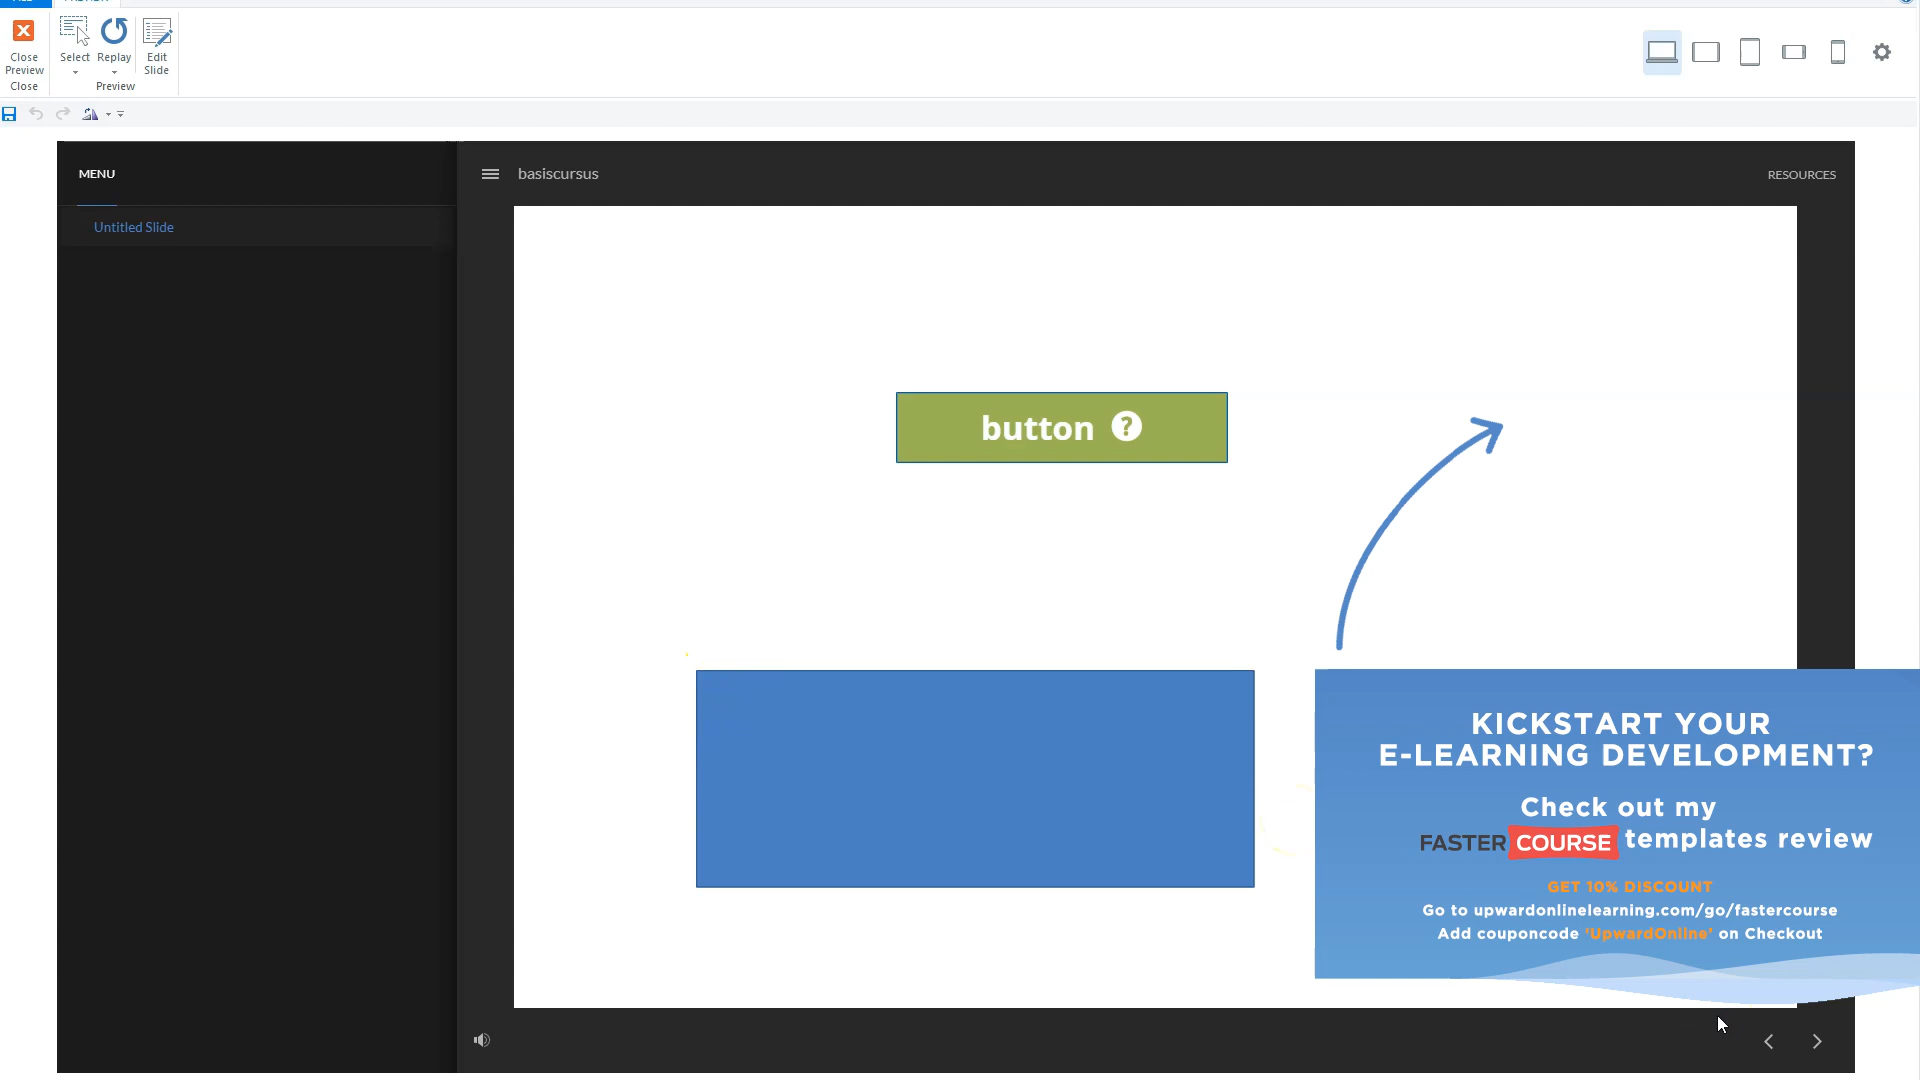 Close
Preview
Select
Replay
Edit
Slide
Close
Preview
MENU
basiscursus
RESOURCES
Untitled Slide
button ?
KICKSTART YOUR
E-LEARNING DEVELOPMENT?
Check out my
FASTER COURSE templates review
GET 10% DISCOUNT
Go to upwardonlinelearning.com/go/fastercourse
Add couponcode 'UpwardOnline' on Checkout